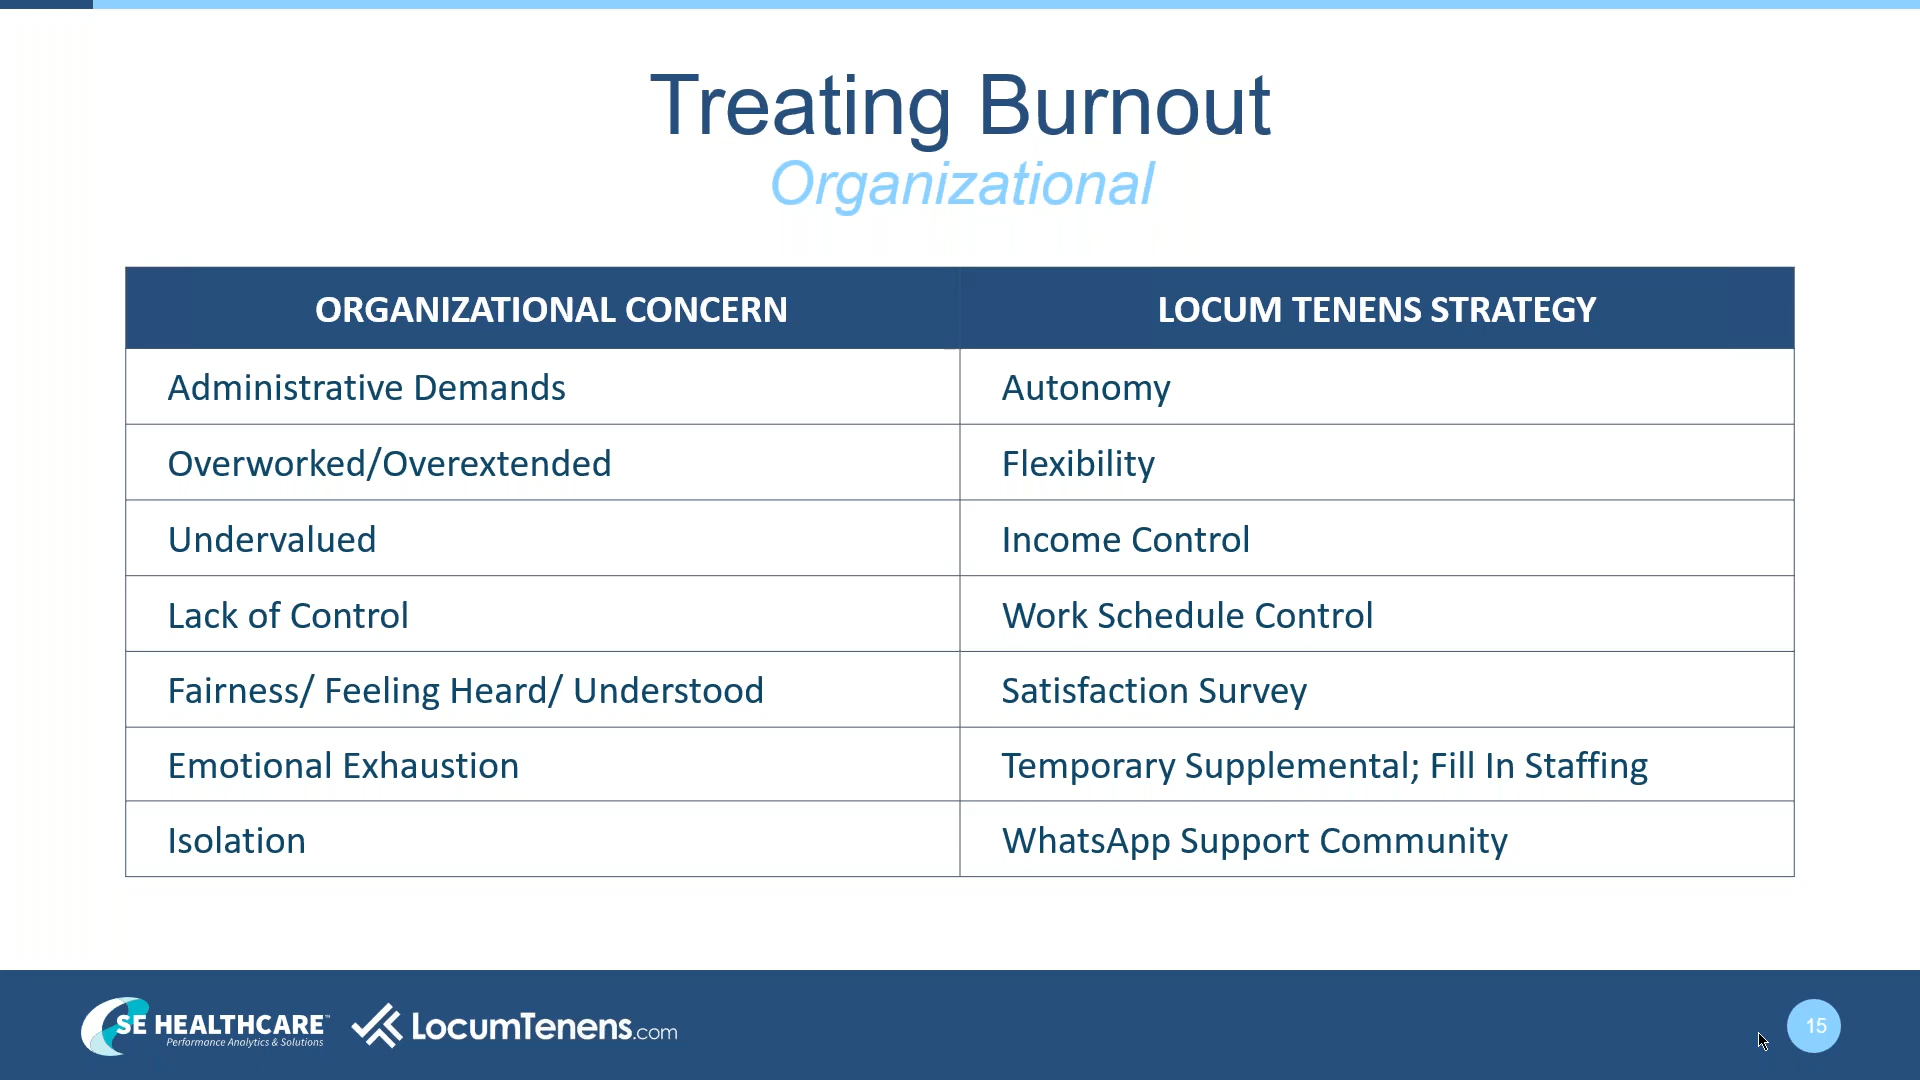 Treating Burnout
Organizational
ORGANIZATIONAL CONCERN LOCUM TENENS STRATEGY
Administrative Demands Autonomy
Overworked/Overextended Flexibility
Undervalued Income Control
Lack of Control Work Schedule Control
Fairness/ Feeling Heard/ Understood Satisfaction Survey
Emotional Exhaustion Temporary Supplemental; Fill In Staffing
Isolation WhatsApp Support Community
SE HEALTHCARE™ LocumTenens.com 15
Performance Analytics & Solutions